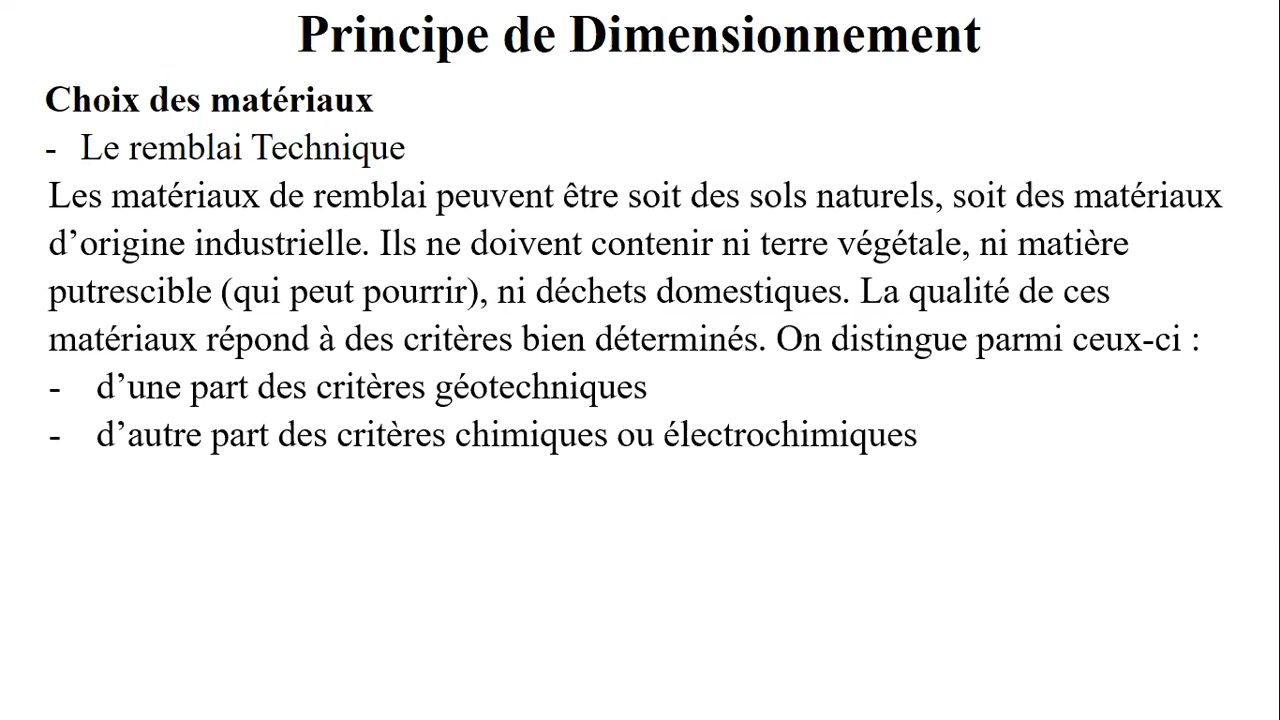 Principe de Dimensionnement
Choix des matériaux
- Le remblai Technique
Les matériaux de remblai peuvent être soit des sols naturels, soit des matériaux
d’origine industrielle. Ils ne doivent contenir ni terre végétale, ni matière
putrescible (qui peut pourrir), ni déchets domestiques. La qualité de ces
matériaux répond à des critères bien déterminés. On distingue parmi ceux-ci :
- d’une part des critères géotechniques
- d’autre part des critères chimiques ou électrochimiques